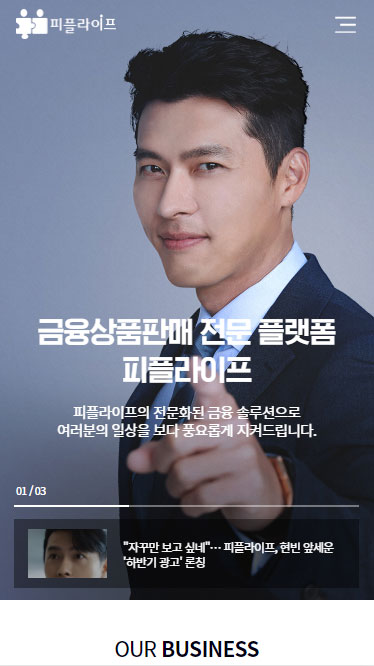 피플라이프
금융상품판매 전문 플랫폼
피플라이프
피플라이프의 전문화된 금융 솔루션으로
여러분의 일상을 보다 풍요롭게 지켜드립니다.
01 / 03
"자꾸만 보고 싶네"… 피플라이프, 현빈 앞세운
'하반기 광고' 론칭
OUR BUSINESS